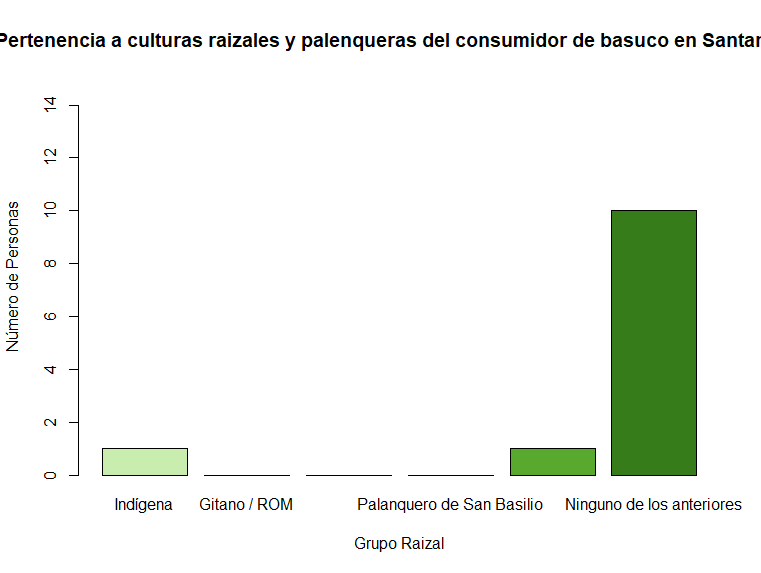 Pertenencia a culturas raizales y palenqueras del consumidor de basuco en Santan
Número de Personas
14
12
10
8
6
4
2
0
Indígena Gitano / ROM Palanquero de San Basilio Ninguno de los anteriores
Grupo Raizal